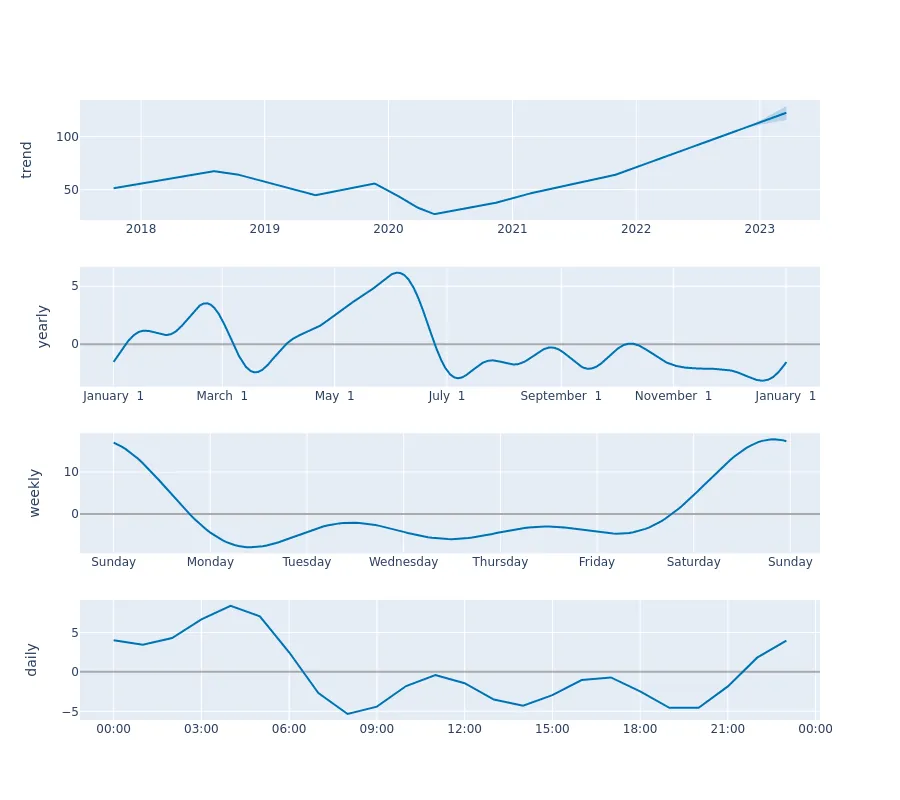 trend
100
50
2018 2019 2020 2021 2022 2023
yearly
5
0
January 1 March 1 May 1 July 1 September 1 November 1 January 1
weekly
10
0
Sunday Monday Tuesday Wednesday Thursday Friday Saturday Sunday
daily
5
0
−5
00:00 03:00 06:00 09:00 12:00 15:00 18:00 21:00 00:00